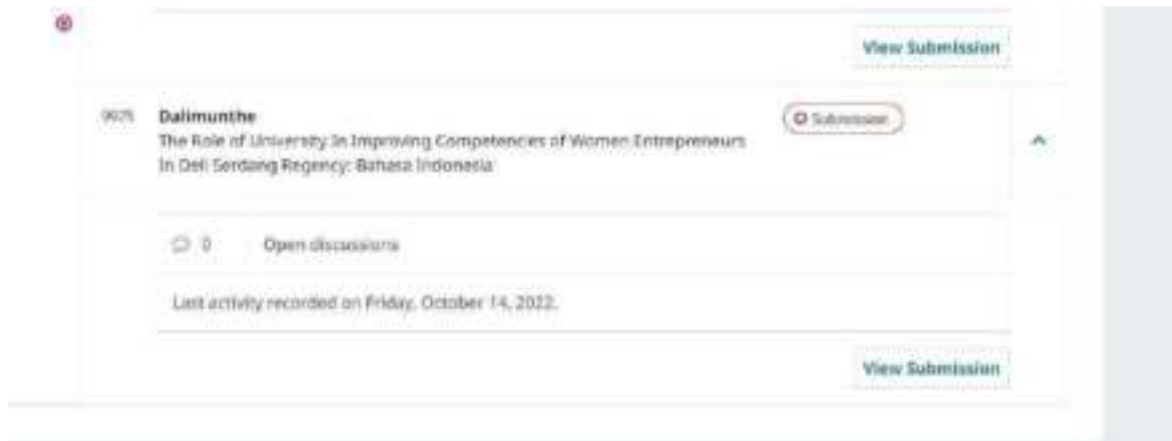 View Submission
Dalimunthe
Submission
The Role of University In Improving Competencies of Women Entrepreneurs
In Deli Serdang Regency: Bahasa Indonesia
0 Open discussions
Last activity recorded on Friday, October 14, 2022.
View Submission